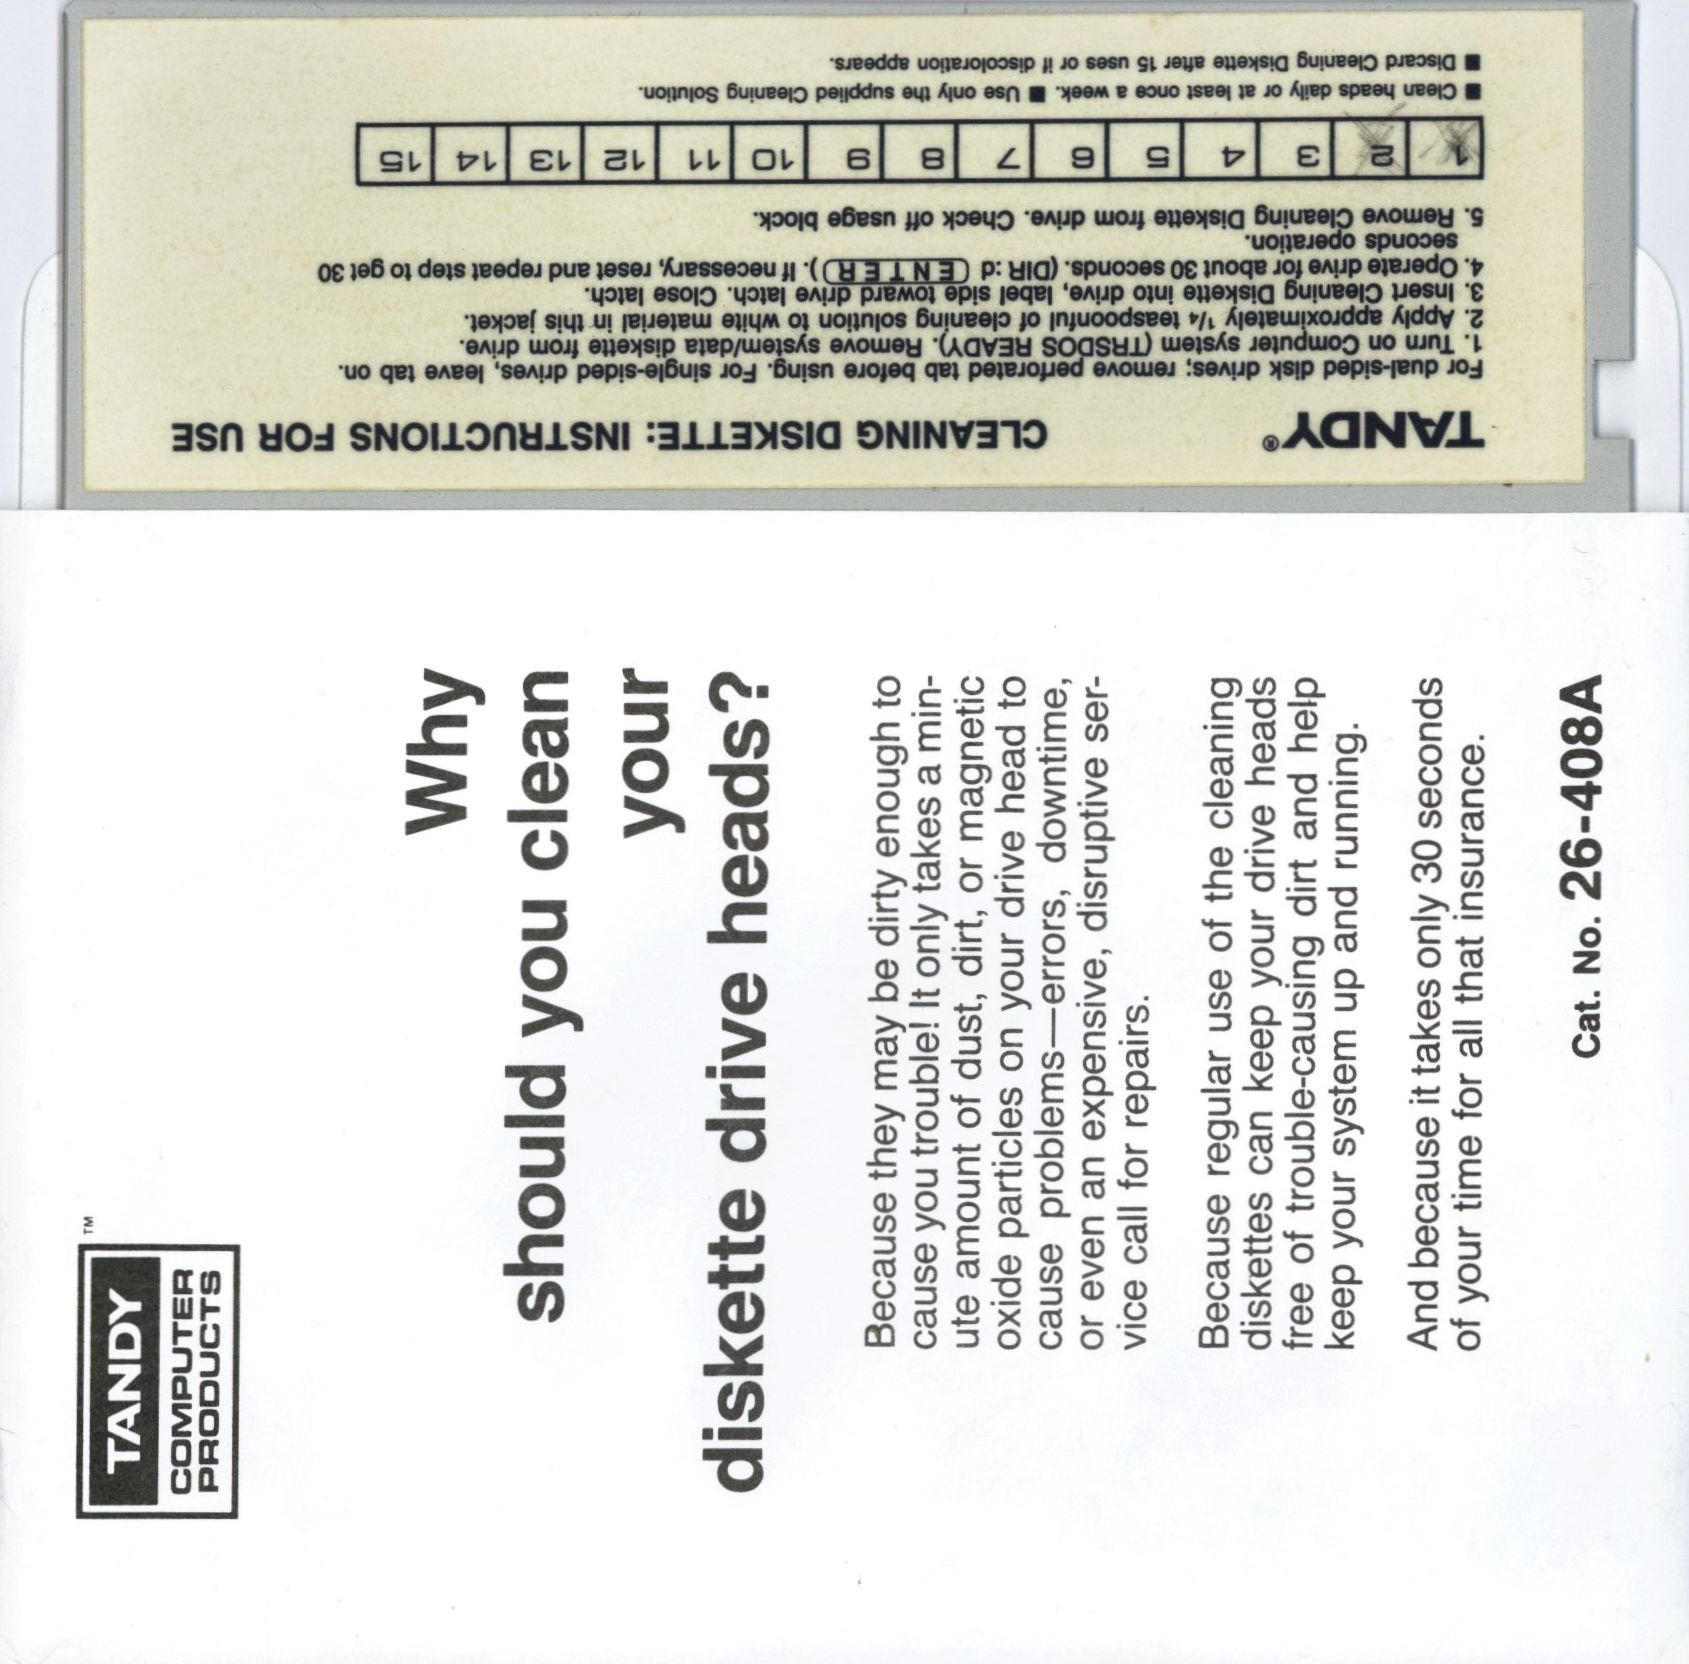 TANDY®
CLEANING DISKETTE: INSTRUCTIONS FOR USE
For dual-sided disk drives; remove perforated tab before using. For single-sided drives, leave tab on.
1. Turn on Computer system (TRSDOS READY). Remove system/data diskette from drive.
2. Apply approximately 1/4 teaspoonful of cleaning solution to white material in this jacket.
3. Insert Cleaning Diskette into drive, label side toward drive latch. Close latch.
4. Operate drive for about 30 seconds. (DIR :d (ENTER)). If necessary, reset and repeat step to get 30
seconds operation.
5. Remove Cleaning Diskette from drive. Check off usage block.
1 2 3 4 5 6 7 8 9 10 11 12 13 14 15
■ Clean heads daily or at least once a week. ■ Use only the supplied Cleaning Solution.
■ Discard Cleaning Diskette after 15 uses or if discoloration appears.
TANDY
COMPUTER
PRODUCTS
TM
Why
should you clean
your
diskette drive heads?
Because they may be dirty enough to
cause you trouble! It only takes a min-
ute amount of dust, dirt, or magnetic
oxide particles on your drive head to
cause problems—errors, downtime,
or even an expensive, disruptive ser-
vice call for repairs.
Because regular use of the cleaning
diskettes can keep your drive heads
free of trouble-causing dirt and help
keep your system up and running.
And because it takes only 30 seconds
of your time for all that insurance.
Cat. No. 26-408A